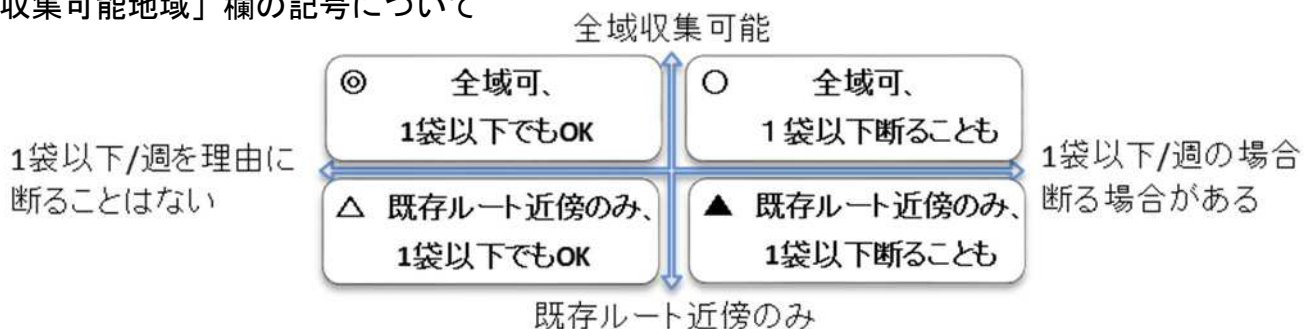 収集可能地域」欄の記号について
全域収集可能
◎ 全域可、
1袋以下でもOK
○ 全域可、
1袋以下断ることも
1袋以下/週を理由に
断ることはない
1袋以下/週の場合
断る場合がある
△ 既存ルート近傍のみ、
1袋以下でもOK
▲ 既存ルート近傍のみ、
1袋以下断ることも
既存ルート近傍のみ